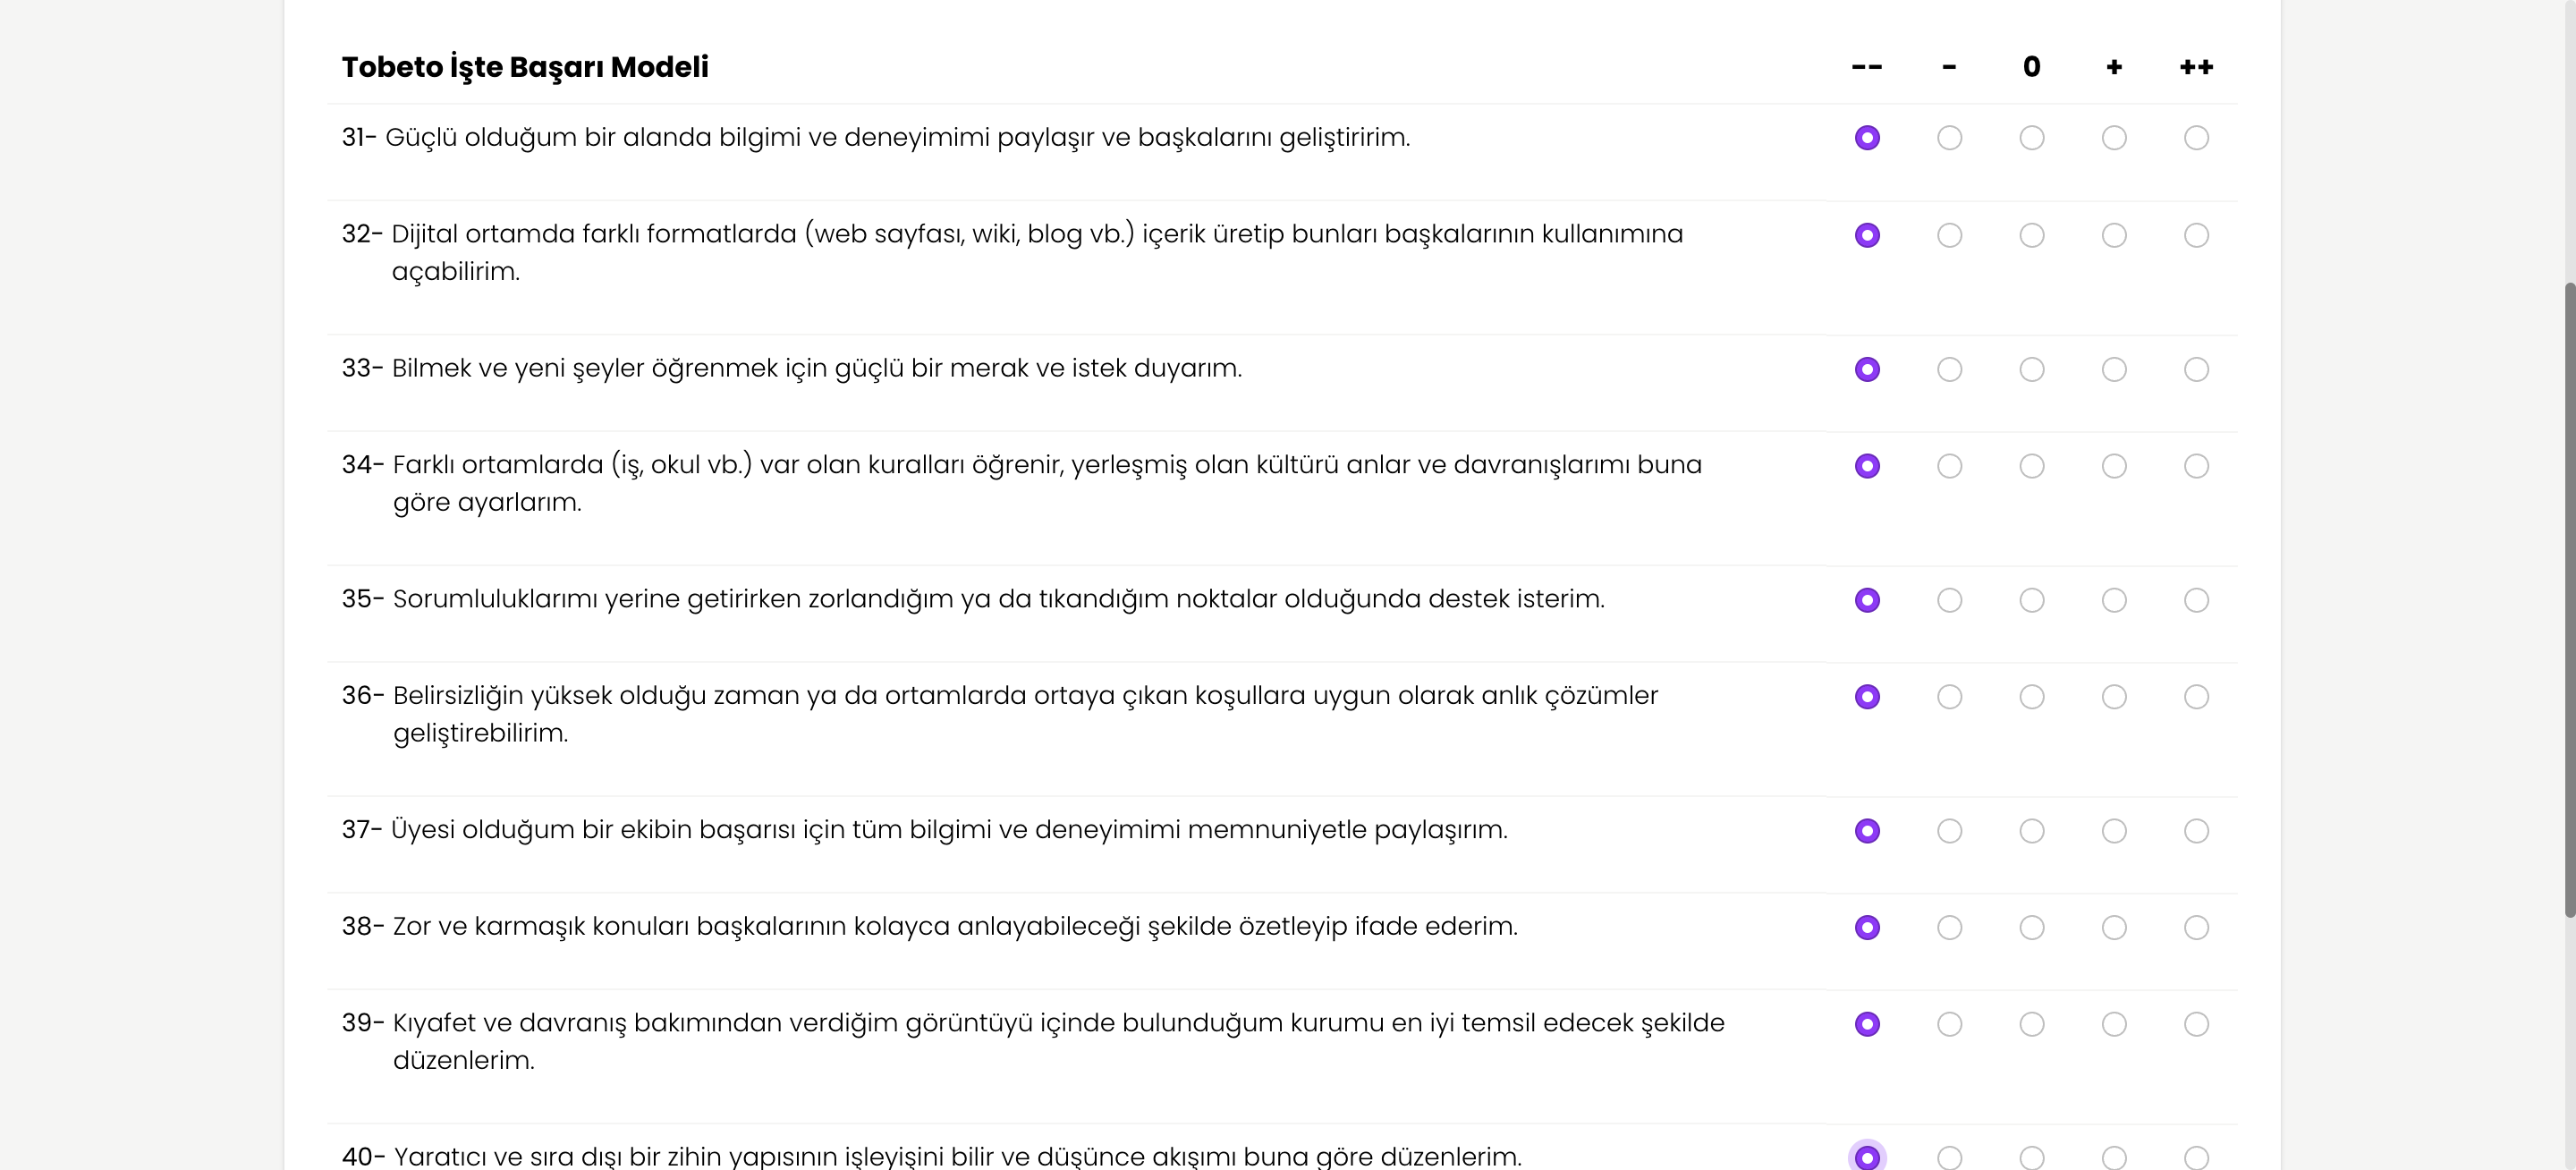 Tobeto İşte Başarı Modeli -- - 0 + ++
31- Güçlü olduğum bir alanda bilgimi ve deneyimimi paylaşır ve başkalarını geliştiririm.
32- Dijital ortamda farklı formatlarda (web sayfası, wiki, blog vb.) içerik üretip bunları başkalarının kullanımına
açabilirim.
33- Bilmek ve yeni şeyler öğrenmek için güçlü bir merak ve istek duyarım.
34- Farklı ortamlarda (iş, okul vb.) var olan kuralları öğrenir, yerleşmiş olan kültürü anlar ve davranışlarımı buna
göre ayarlarım.
35- Sorumluluklarımı yerine getirirken zorlandığım ya da tıkandığım noktalar olduğunda destek isterim.
36- Belirsizliğin yüksek olduğu zaman ya da ortamlarda ortaya çıkan koşullara uygun olarak anlık çözümler
geliştirebilirim.
37- Üyesi olduğum bir ekibin başarısı için tüm bilgimi ve deneyimimi memnuniyetle paylaşırım.
38- Zor ve karmaşık konuları başkalarının kolayca anlayabileceği şekilde özetleyip ifade ederim.
39- Kıyafet ve davranış bakımından verdiğim görüntüyü içinde bulunduğum kurumu en iyi temsil edecek şekilde
düzenlerim.
40- Yaratıcı ve sıra dışı bir zihin yapısının işleyişini bilir ve düşünce akışımı buna göre düzenlerim.